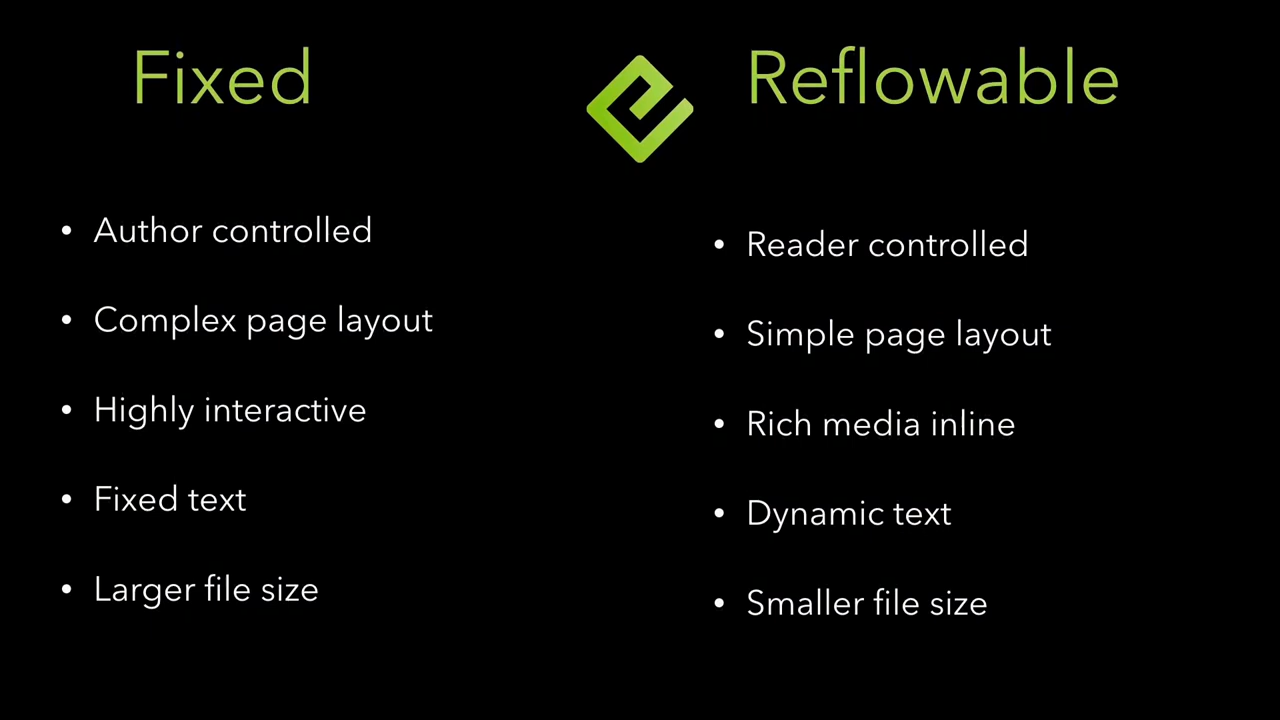 Fixed
Reflowable
• Author controlled
• Complex page layout
• Highly interactive
• Fixed text
• Larger file size
• Reader controlled
• Simple page layout
• Rich media inline
• Dynamic text
• Smaller file size